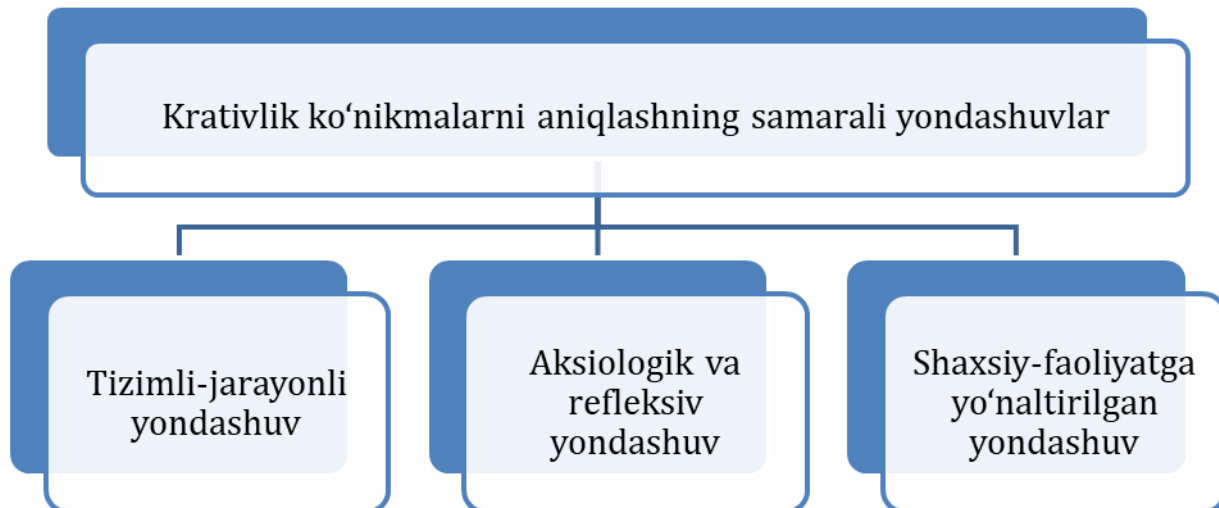 Krativlik ko‘nikmalarni aniqlashning samarali yondashuvlar
Tizimli-jarayonli
yondashuv
Aksiologik va
refleksiv
yondashuv
Shaxsiy-faoliyatga
yo‘naltirilgan
yondashuv